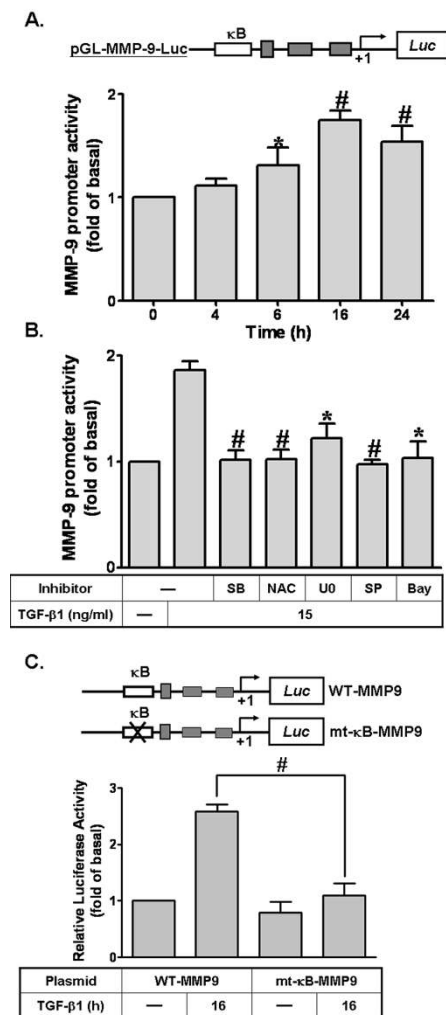 A.
κB
pGL-MMP-9-Luc
+1
Luc
MMP-9 promoter activity
(fold of basal)
2
1
0
*
#
#
0 4 6 16 24
Time (h)
B.
MMP-9 promoter activity
(fold of basal)
2
1
0
# # * # *
Inhibitor — SB NAC U0 SP Bay
TGF-β1 (ng/ml) — 15
C.
κB
+1
Luc
WT-MMP9
κB
+1
Luc
mt-κB-MMP9
#
Relative Luciferase Activity
(fold of basal)
3
2
1
0
Plasmid WT-MMP9 mt-κB-MMP9
TGF-β1 (h) — 16 — 16